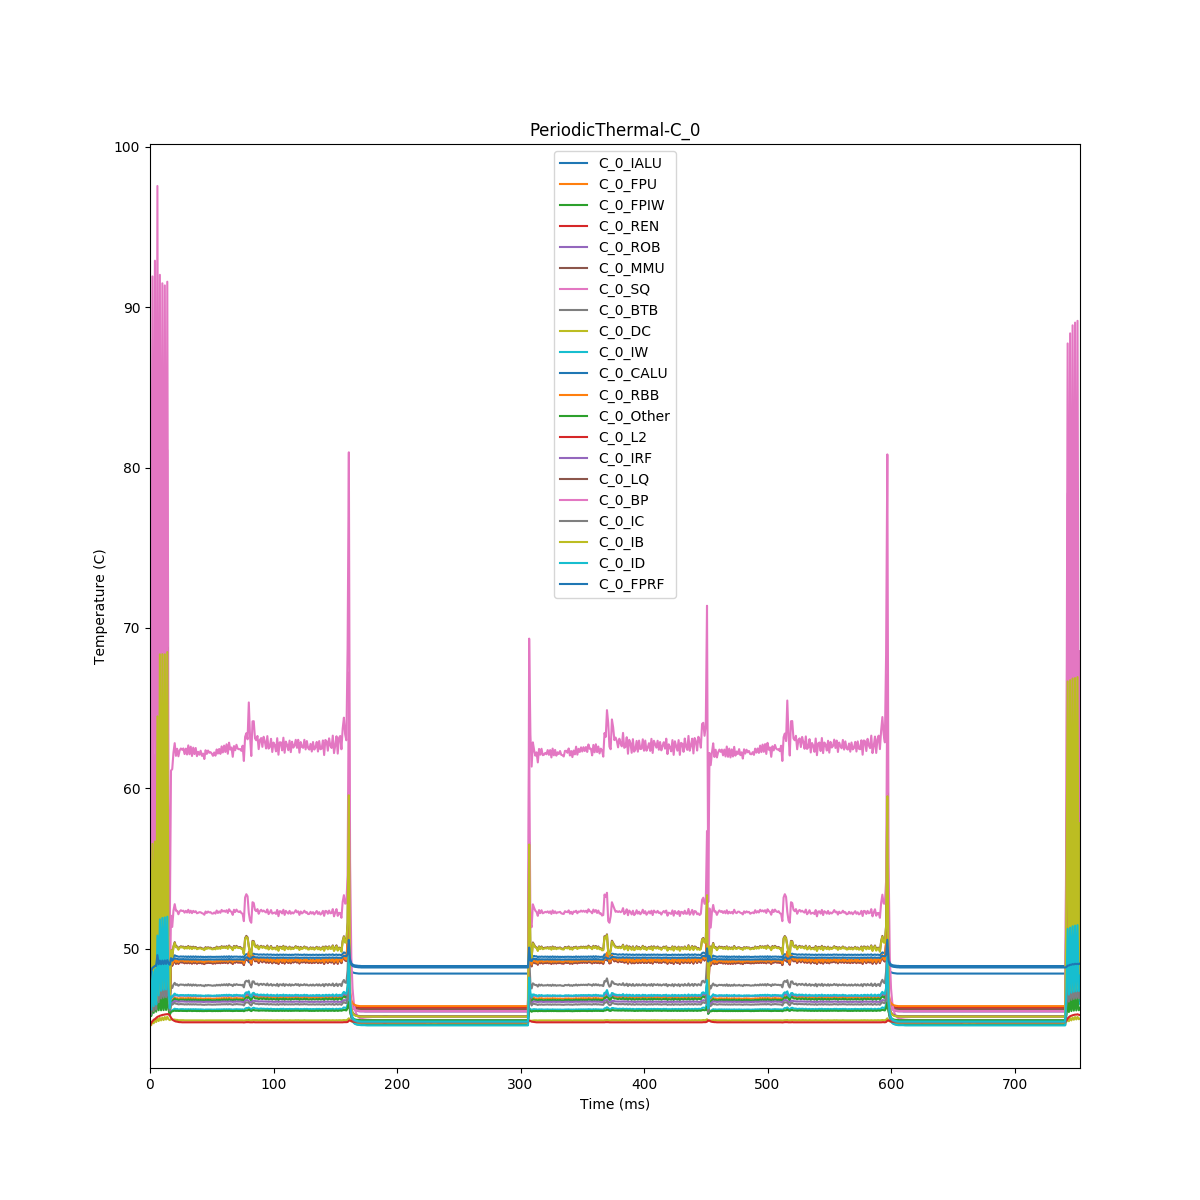 PeriodicThermal-C_0
100
90
80
70
60
50
Temperature (C)
C_0_IALU
C_0_FPU
C_0_FPIW
C_0_REN
C_0_ROB
C_0_MMU
C_0_SQ
C_0_BTB
C_0_DC
C_0_IW
C_0_CALU
C_0_RBB
C_0_Other
C_0_L2
C_0_IRF
C_0_LQ
C_0_BP
C_0_IC
C_0_IB
C_0_ID
C_0_FPRF
0 100 200 300 400 500 600 700
Time (ms)